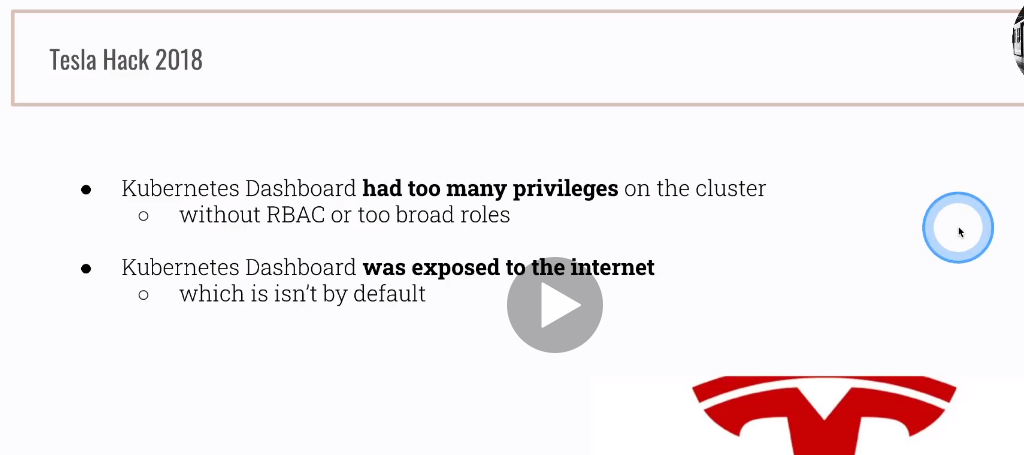 Tesla Hack 2018
● Kubernetes Dashboard had too many privileges on the cluster
○ without RBAC or too broad roles
● Kubernetes Dashboard was exposed to the internet
○ which is isn't by default